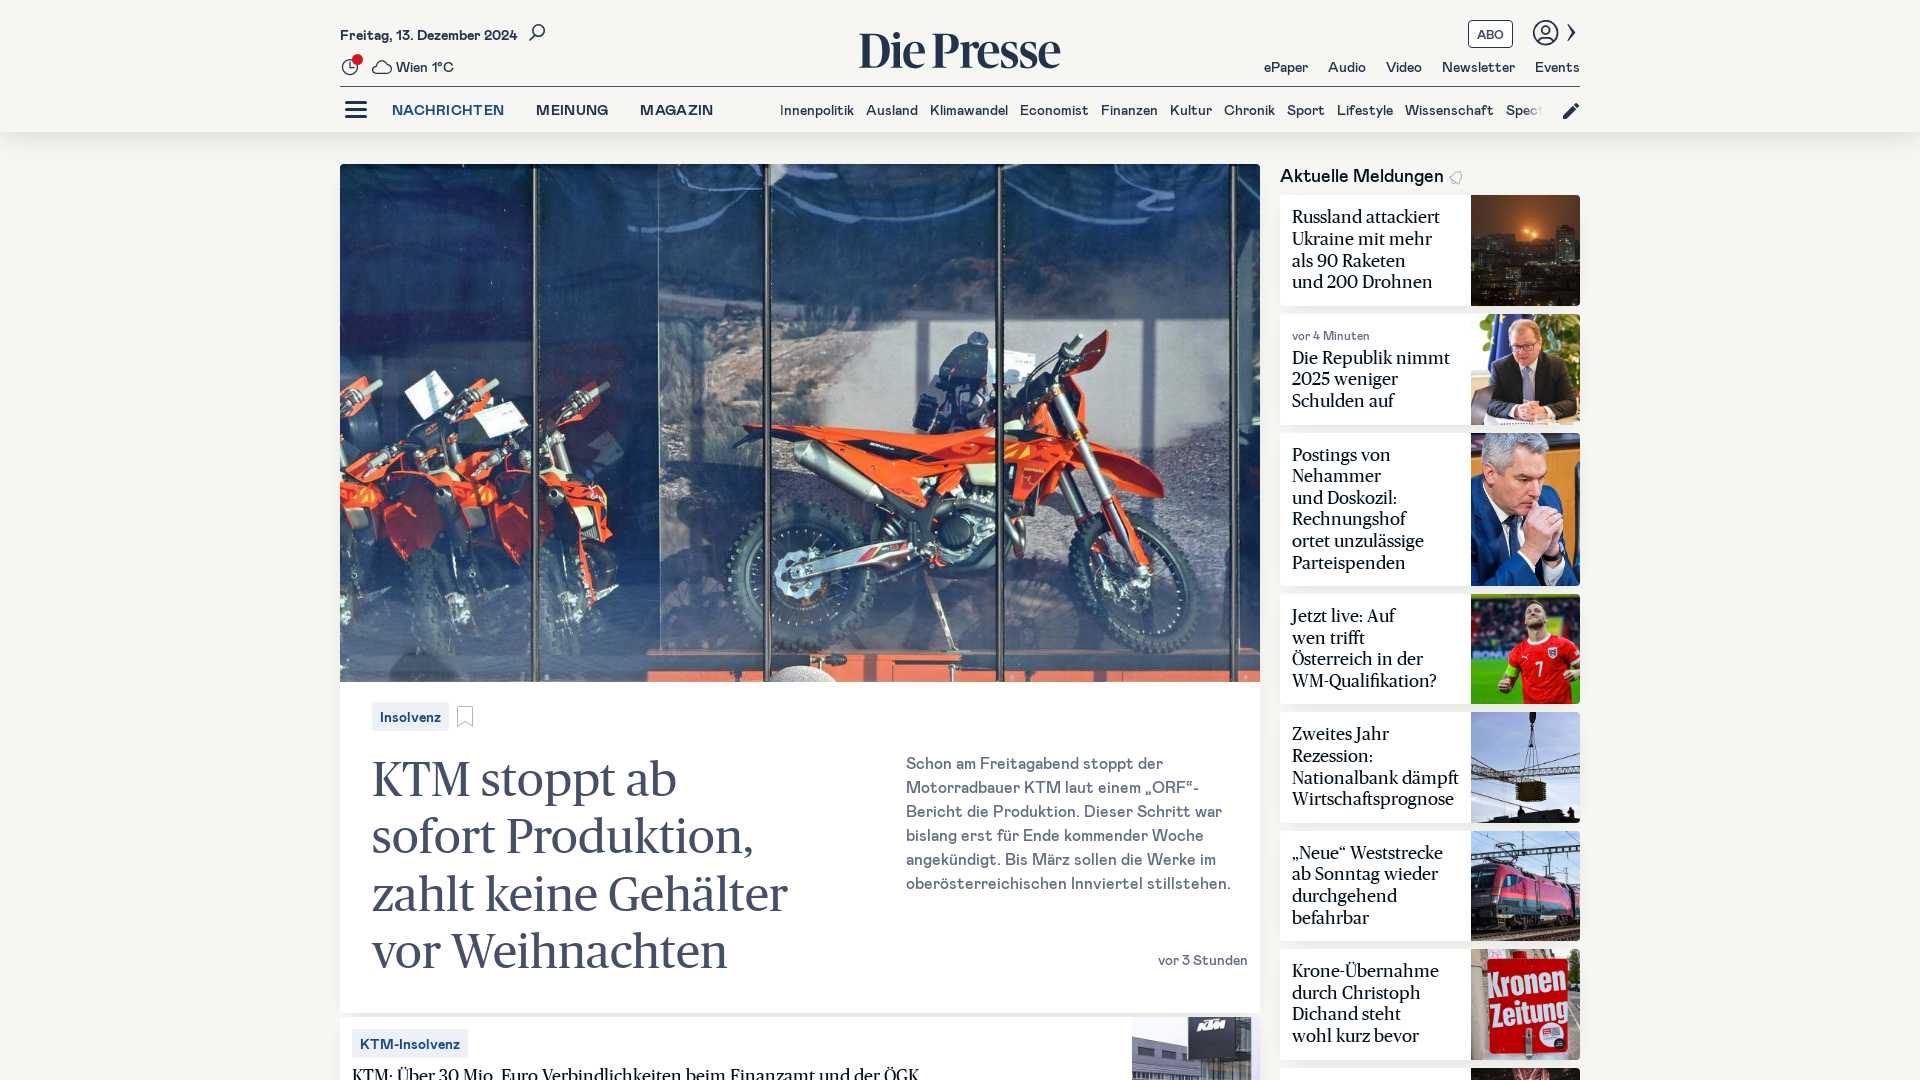 Freitag, 13. Dezember 2024
Wien 1°C
Die Presse
ABO
ePaper Audio Video Newsletter Events
NACHRICHTEN MEINUNG MAGAZIN
Innenpolitik Ausland Klimawandel Economist Finanzen Kultur Chronik Sport Lifestyle Wissenschaft Spect
Insolvenz
KTM stoppt ab
sofort Produktion,
zahlt keine Gehälter
vor Weihnachten
Schon am Freitagabend stoppt der
Motorradbauer KTM laut einem „ORF“-
Bericht die Produktion. Dieser Schritt war
bislang erst für Ende kommender Woche
angekündigt. Bis März sollen die Werke im
oberösterreichischen Innviertel stillstehen.
vor 3 Stunden
KTM-Insolvenz
KTM: Über 30 Mio. Euro Verbindlichkeiten beim Finanzamt und der ÖGK
KTM
Aktuelle Meldungen
Russland attackiert
Ukraine mit mehr
als 90 Raketen
und 200 Drohnen
vor 4 Minuten
Die Republik nimmt
2025 weniger
Schulden auf
Postings von
Nehammer
und Doskozil:
Rechnungshof
ortet unzulässige
Parteispenden
Jetzt live: Auf
wen trifft
Österreich in der
WM-Qualifikation?
7
Zweites Jahr
Rezession:
Nationalbank dämpft
Wirtschaftsprognose
„Neue“ Weststrecke
ab Sonntag wieder
durchgehend
befahrbar
Krone-Übernahme
durch Christoph
Dichand steht
wohl kurz bevor
Kronen
Zeitung